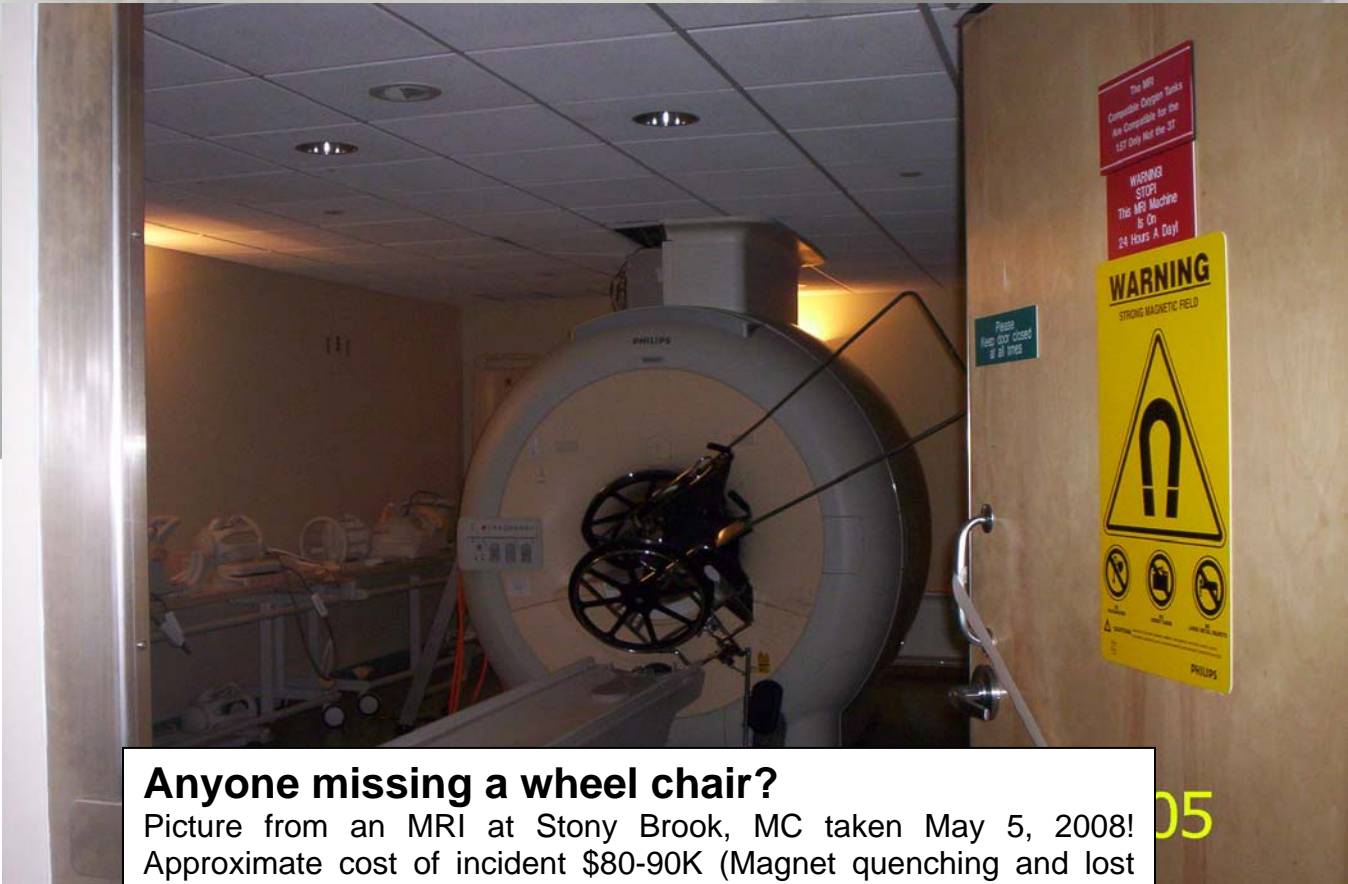 The MRI
Compatible Oxygen Tanks
Are Compatible for the
1.5T Only Not the 3T
WARNING!
STOP!
This MRI Machine
Is On
24 Hours A Day!
WARNING
STRONG MAGNETIC FIELD
PHILIPS
Please
Keep door closed
at all times
CAUTION
PHILIPS
Anyone missing a wheel chair?
Picture from an MRI at Stony Brook, MC taken May 5, 2008!
Approximate cost of incident $80-90K (Magnet quenching and lost
05